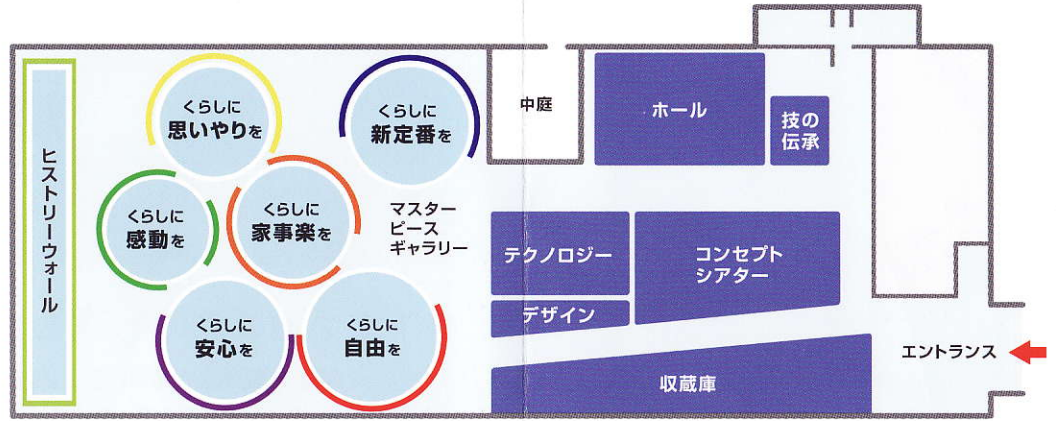 くらしに
思いやりを
くらしに
新定番を
中庭
ホール
技の
伝承
ヒストリーウォール
くらしに
感動を
くらしに
家事楽を
マスター
ピース
ギャラリー
テクノロジー
コンセプト
シアター
デザイン
くらしに
安心を
くらしに
自由を
収蔵庫
エントランス